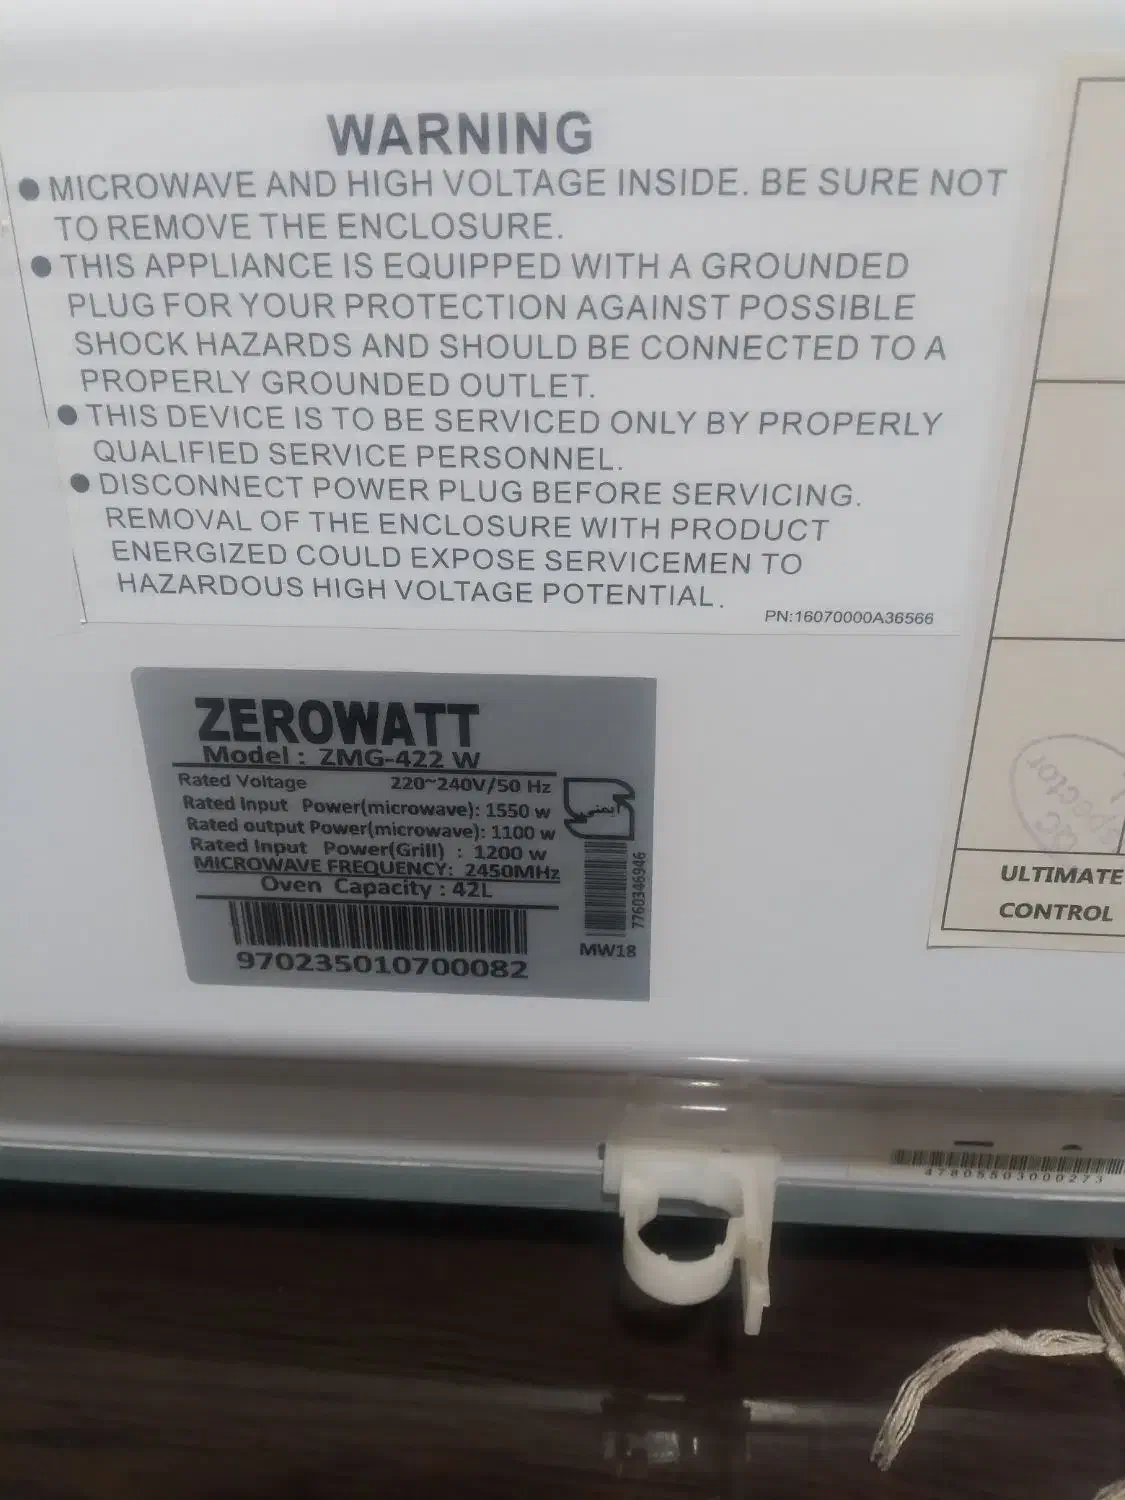 WARNING
● MICROWAVE AND HIGH VOLTAGE INSIDE. BE SURE NOT
TO REMOVE THE ENCLOSURE.
● THIS APPLIANCE IS EQUIPPED WITH A GROUNDED
PLUG FOR YOUR PROTECTION AGAINST POSSIBLE
SHOCK HAZARDS AND SHOULD BE CONNECTED TO A
PROPERLY GROUNDED OUTLET.
● THIS DEVICE IS TO BE SERVICED ONLY BY PROPERLY
QUALIFIED SERVICE PERSONNEL.
● DISCONNECT POWER PLUG BEFORE SERVICING.
REMOVAL OF THE ENCLOSURE WITH PRODUCT
ENERGIZED COULD EXPOSE SERVICEMEN TO
HAZARDOUS HIGH VOLTAGE POTENTIAL.
PN:16070000A36566
ZEROWATT
Model : ZMG-422 W
Rated Voltage 220~240V/50 Hz
Rated Input Power(microwave): 1550 w
Rated output Power(microwave): 1100 w
Rated Input Power(Grill) : 1200 w
MICROWAVE FREQUENCY: 2450MHz
Oven Capacity : 42L
970235010700082
ایمنی
7760346946
MW18
QC
ULTIMATE
CONTROL
47805503000273